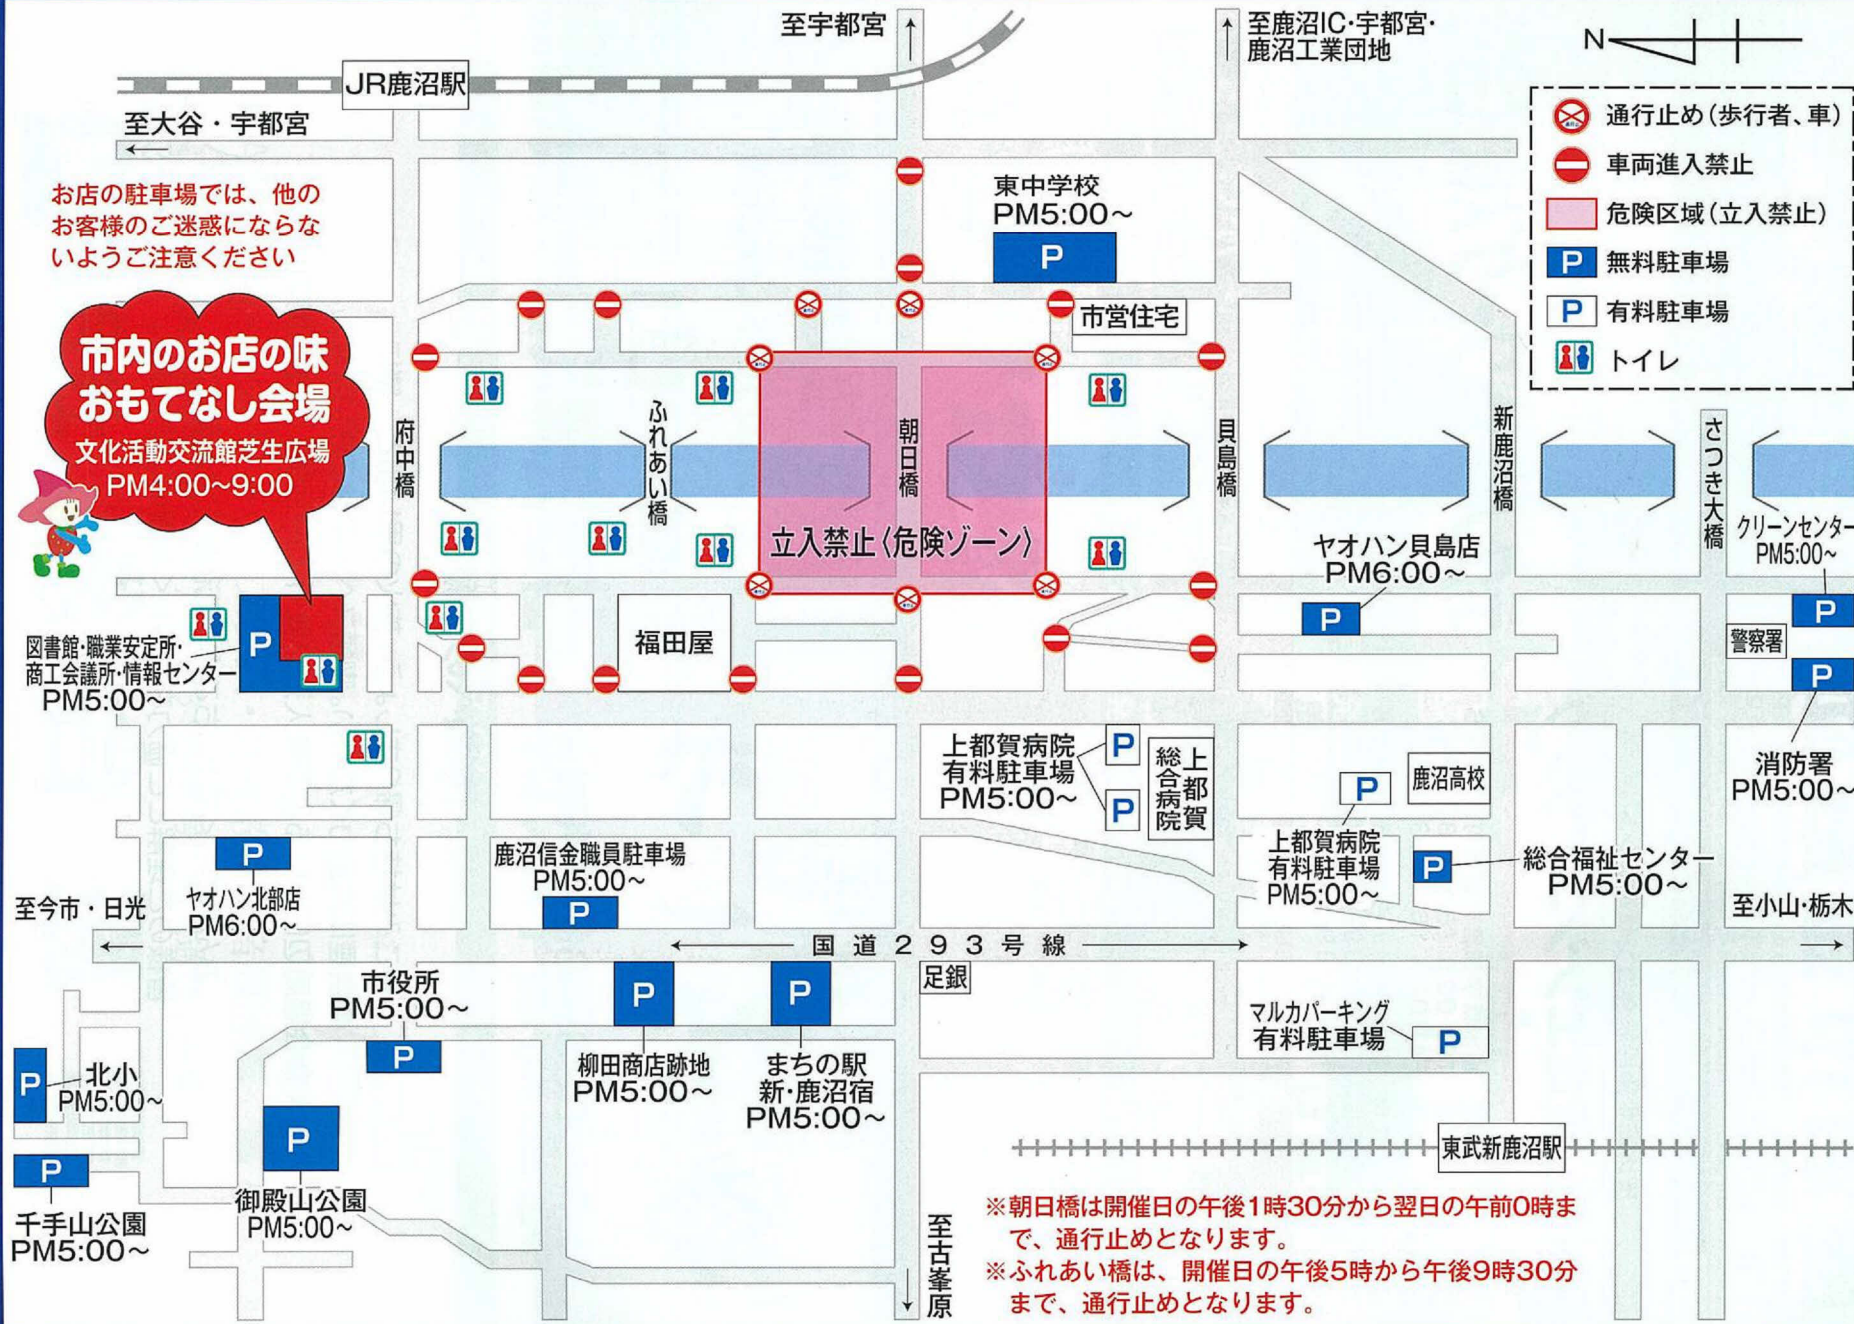 至宇都宮
至鹿沼IC・宇都宮・
鹿沼工業団地
N
JR鹿沼駅
至大谷・宇都宮
通行止め(歩行者、車)
車両進入禁止
危険区域(立入禁止)
P 無料駐車場
P 有料駐車場
トイレ
お店の駐車場では、他の
お客様のご迷惑にならな
いようご注意ください
東中学校
PM5:00〜
P
市営住宅
市内のお店の味
おもてなし会場
文化活動交流館芝生広場
PM4:00〜9:00
府中橋
ふれあい橋
朝日橋
貝島橋
新鹿沼橋
さつき大橋
立入禁止〈危険ゾーン〉
クリーンセンター
PM5:00〜
P
ヤオハン貝島店
PM6:00〜
P
警察署
P
消防署
PM5:00〜
福田屋
図書館・職業安定所・
商工会議所・情報センター
PM5:00〜
P
上都賀病院
有料駐車場
PM5:00〜
P
P
上都賀
総合病院
P
上都賀病院
有料駐車場
PM5:00〜
鹿沼高校
P
総合福祉センター
PM5:00〜
P
ヤオハン北部店
PM6:00〜
鹿沼信金職員駐車場
PM5:00〜
P
至今市・日光
至小山・栃木
国道293号線
足銀
市役所
PM5:00〜
P
P
柳田商店跡地
PM5:00〜
P
まちの駅
新・鹿沼宿
PM5:00〜
マルカパーキング
有料駐車場
P
P
北小
PM5:00〜
P
千手山公園
PM5:00〜
P
御殿山公園
PM5:00〜
東武新鹿沼駅
至古峯原
※朝日橋は開催日の午後1時30分から翌日の午前0時ま
で、通行止めとなります。
※ふれあい橋は、開催日の午後5時から午後9時30分
まで、通行止めとなります。